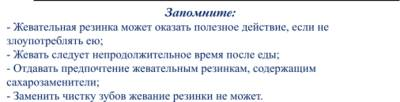 Запомните:
- Жевательная резинка может оказать полезное действие, если не
злоупотреблять ею;
- Жевать следует непродолжительное время после еды;
- Отдавать предпочтение жевательным резинкам, содержащим
сахарозаменители;
- Заменить чистку зубов жевание резинки не может.